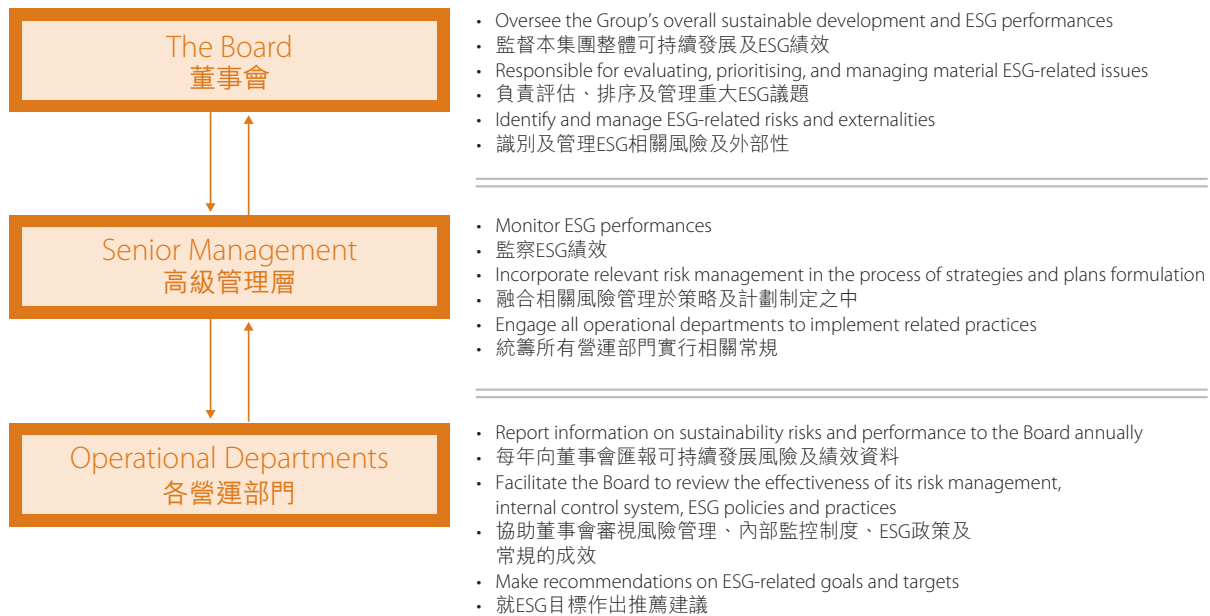 The Board
董事會
• Oversee the Group’s overall sustainable development and ESG performances
• 監督本集團整體可持續發展及ESG績效
• Responsible for evaluating, prioritising, and managing material ESG-related issues
• 負責評估、排序及管理重大ESG議題
• Identify and manage ESG-related risks and externalities
• 識別及管理ESG相關風險及外部性
Senior Management
高級管理層
• Monitor ESG performances
• 監察ESG績效
• Incorporate relevant risk management in the process of strategies and plans formulation
• 融合相關風險管理於策略及計劃制定之中
• Engage all operational departments to implement related practices
• 統籌所有營運部門實行相關常規
Operational Departments
各營運部門
• Report information on sustainability risks and performance to the Board annually
• 每年向董事會匯報可持續發展風險及績效資料
• Facilitate the Board to review the effectiveness of its risk management,
internal control system, ESG policies and practices
• 協助董事會審視風險管理、內部監控制度、ESG政策及
常規的成效
• Make recommendations on ESG-related goals and targets
• 就ESG目標作出推薦建議